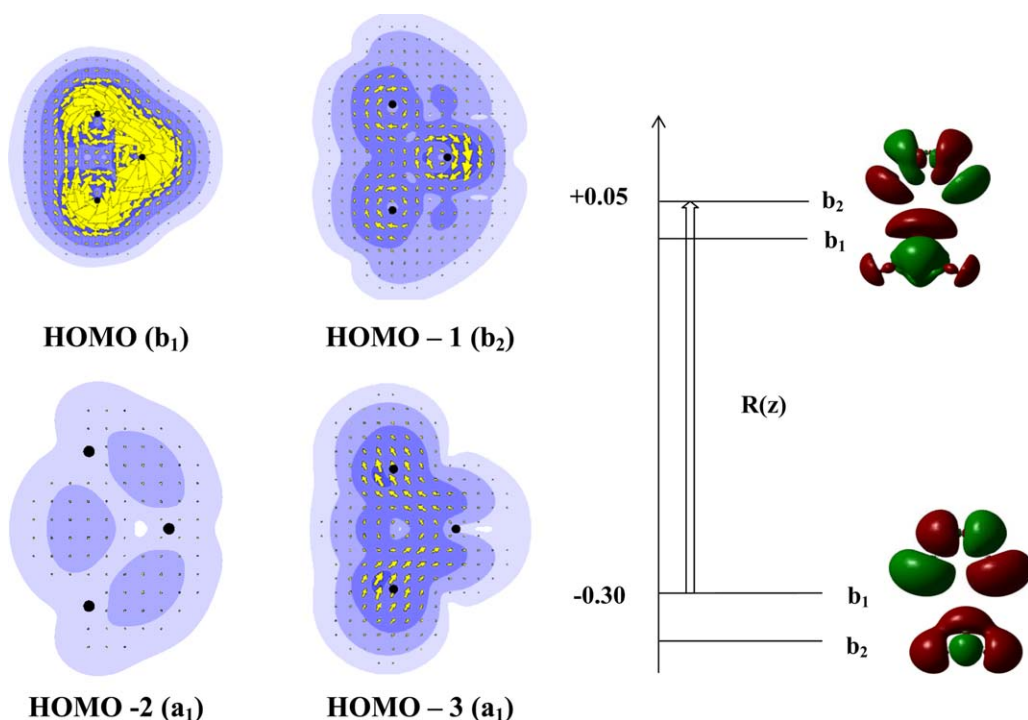 HOMO (b₁)
HOMO – 1 (b₂)
HOMO -2 (a₁)
HOMO – 3 (a₁)
+0.05
b₂
b₁
R(z)
-0.30
b₁
b₂